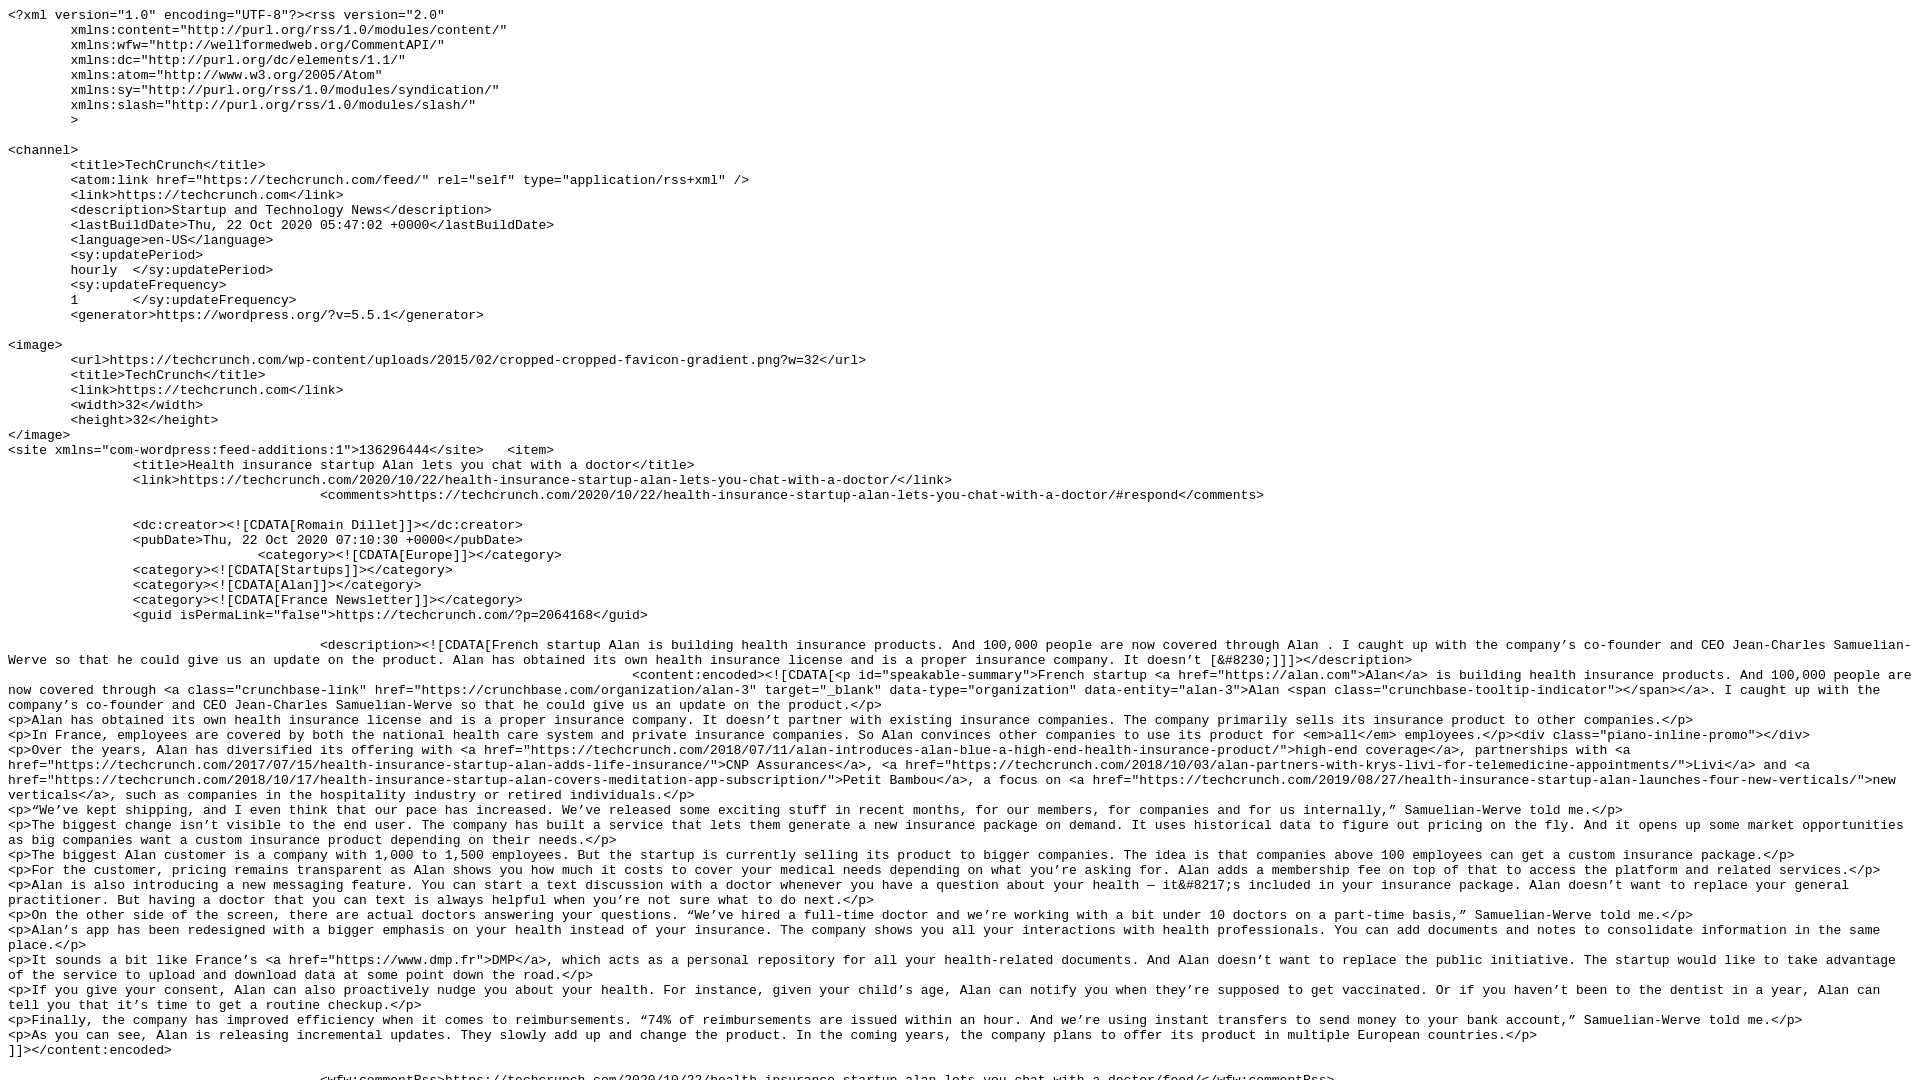 <?xml version="1.0" encoding="UTF-8"?><rss version="2.0"
xmlns:content="http://purl.org/rss/1.0/modules/content/"
xmlns:wfw="http://wellformedweb.org/CommentAPI/"
xmlns:dc="http://purl.org/dc/elements/1.1/"
xmlns:atom="http://www.w3.org/2005/Atom"
xmlns:sy="http://purl.org/rss/1.0/modules/syndication/"
xmlns:slash="http://purl.org/rss/1.0/modules/slash/"
>
<channel>
<title>TechCrunch</title>
<atom:link href="https://techcrunch.com/feed/" rel="self" type="application/rss+xml" />
<link>https://techcrunch.com</link>
<description>Startup and Technology News</description>
<lastBuildDate>Thu, 22 Oct 2020 05:47:02 +0000</lastBuildDate>
<language>en-US</language>
<sy:updatePeriod>
hourly  </sy:updatePeriod>
<sy:updateFrequency>
1       </sy:updateFrequency>
<generator>https://wordpress.org/?v=5.5.1</generator>
<image>
<url>https://techcrunch.com/wp-content/uploads/2015/02/cropped-cropped-favicon-gradient.png?w=32</url>
<title>TechCrunch</title>
<link>https://techcrunch.com</link>
<width>32</width>
<height>32</height>
</image>
<site xmlns="com-wordpress:feed-additions:1">136296444</site>   <item>
<title>Health insurance startup Alan lets you chat with a doctor</title>
<link>https://techcrunch.com/2020/10/22/health-insurance-startup-alan-lets-you-chat-with-a-doctor/</link>
<comments>https://techcrunch.com/2020/10/22/health-insurance-startup-alan-lets-you-chat-with-a-doctor/#respond</comments>
<dc:creator><![CDATA[Romain Dillet]]></dc:creator>
<pubDate>Thu, 22 Oct 2020 07:10:30 +0000</pubDate>
<category><![CDATA[Europe]]></category>
<category><![CDATA[Startups]]></category>
<category><![CDATA[Alan]]></category>
<category><![CDATA[France Newsletter]]></category>
<guid isPermaLink="false">https://techcrunch.com/?p=2064168</guid>
<description><![CDATA[French startup Alan is building health insurance products. And 100,000 people are now covered through Alan . I caught up with the company’s co-founder and CEO Jean-Charles Samuelian-
Werve so that he could give us an update on the product. Alan has obtained its own health insurance license and is a proper insurance company. It doesn’t [&#8230;]]]></description>
<content:encoded><![CDATA[<p id="speakable-summary">French startup <a href="https://alan.com">Alan</a> is building health insurance products. And 100,000 people are
now covered through <a class="crunchbase-link" href="https://crunchbase.com/organization/alan-3" target="_blank" data-type="organization" data-entity="alan-3">Alan <span class="crunchbase-tooltip-indicator"></span></a>. I caught up with the
company’s co-founder and CEO Jean-Charles Samuelian-Werve so that he could give us an update on the product.</p>
<p>Alan has obtained its own health insurance license and is a proper insurance company. It doesn’t partner with existing insurance companies. The company primarily sells its insurance product to other companies.</p>
<p>In France, employees are covered by both the national health care system and private insurance companies. So Alan convinces other companies to use its product for <em>all</em> employees.</p><div class="piano-inline-promo"></div>
<p>Over the years, Alan has diversified its offering with <a href="https://techcrunch.com/2018/07/11/alan-introduces-alan-blue-a-high-end-health-insurance-product/">high-end coverage</a>, partnerships with <a
href="https://techcrunch.com/2017/07/15/health-insurance-startup-alan-adds-life-insurance/">CNP Assurances</a>, <a href="https://techcrunch.com/2018/10/03/alan-partners-with-krys-livi-for-telemedicine-appointments/">Livi</a> and <a
href="https://techcrunch.com/2018/10/17/health-insurance-startup-alan-covers-meditation-app-subscription/">Petit Bambou</a>, a focus on <a href="https://techcrunch.com/2019/08/27/health-insurance-startup-alan-launches-four-new-verticals/">new
verticals</a>, such as companies in the hospitality industry or retired individuals.</p>
<p>“We’ve kept shipping, and I even think that our pace has increased. We’ve released some exciting stuff in recent months, for our members, for companies and for us internally,” Samuelian-Werve told me.</p>
<p>The biggest change isn’t visible to the end user. The company has built a service that lets them generate a new insurance package on demand. It uses historical data to figure out pricing on the fly. And it opens up some market opportunities
as big companies want a custom insurance product depending on their needs.</p>
<p>The biggest Alan customer is a company with 1,000 to 1,500 employees. But the startup is currently selling its product to bigger companies. The idea is that companies above 100 employees can get a custom insurance package.</p>
<p>For the customer, pricing remains transparent as Alan shows you how much it costs to cover your medical needs depending on what you’re asking for. Alan adds a membership fee on top of that to access the platform and related services.</p>
<p>Alan is also introducing a new messaging feature. You can start a text discussion with a doctor whenever you have a question about your health — it&#8217;s included in your insurance package. Alan doesn’t want to replace your general
practitioner. But having a doctor that you can text is always helpful when you’re not sure what to do next.</p>
<p>On the other side of the screen, there are actual doctors answering your questions. “We’ve hired a full-time doctor and we’re working with a bit under 10 doctors on a part-time basis,” Samuelian-Werve told me.</p>
<p>Alan’s app has been redesigned with a bigger emphasis on your health instead of your insurance. The company shows you all your interactions with health professionals. You can add documents and notes to consolidate information in the same
place.</p>
<p>It sounds a bit like France’s <a href="https://www.dmp.fr">DMP</a>, which acts as a personal repository for all your health-related documents. And Alan doesn’t want to replace the public initiative. The startup would like to take advantage
of the service to upload and download data at some point down the road.</p>
<p>If you give your consent, Alan can also proactively nudge you about your health. For instance, given your child’s age, Alan can notify you when they’re supposed to get vaccinated. Or if you haven’t been to the dentist in a year, Alan can
tell you that it’s time to get a routine checkup.</p>
<p>Finally, the company has improved efficiency when it comes to reimbursements. “74% of reimbursements are issued within an hour. And we’re using instant transfers to send money to your bank account,” Samuelian-Werve told me.</p>
<p>As you can see, Alan is releasing incremental updates. They slowly add up and change the product. In the coming years, the company plans to offer its product in multiple European countries.</p>
]]></content:encoded>
<wfw:commentRss>https://techcrunch.com/2020/10/22/health-insurance-startup-alan-lets-you-chat-with-a-doctor/feed/</wfw:commentRss>